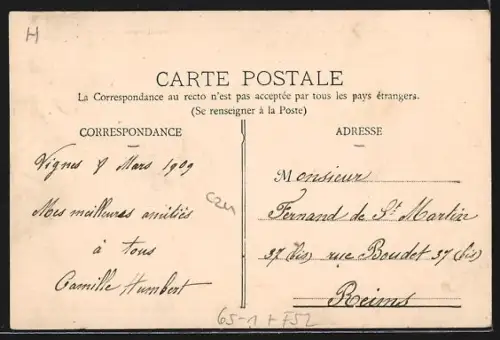 H
CARTE POSTALE
La Correspondance au recto n'est pas acceptée par tous les pays étrangers.
(Se renseigner à la Poste)
CORRESPONDANCE
Vignes 8 Mars 1909
Mes meilleures amitiés
à tous
Camille Humbert
ADRESSE
Monsieur
Fernand de St Martin
37 (bis) rue Boudet 37 (bis)
Reims
65-1 + F52